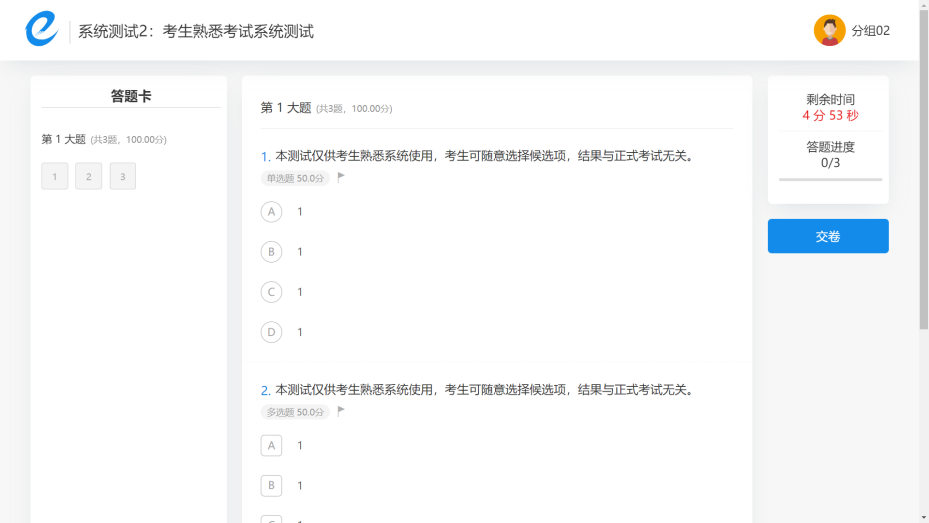 系统测试2：考生熟悉考试系统测试
分组02
答题卡
第 1 大题 (共3题，100.00分)
1 2 3
第 1 大题 (共3题，100.00分)
1. 本测试仅供考生熟悉系统使用，考生可随意选择候选项，结果与正式考试无关。
单选题 50.0分
A 1
B 1
C 1
D 1
2. 本测试仅供考生熟悉系统使用，考生可随意选择候选项，结果与正式考试无关。
多选题 50.0分
A 1
B 1
剩余时间
4 分 53 秒
答题进度
0/3
交卷